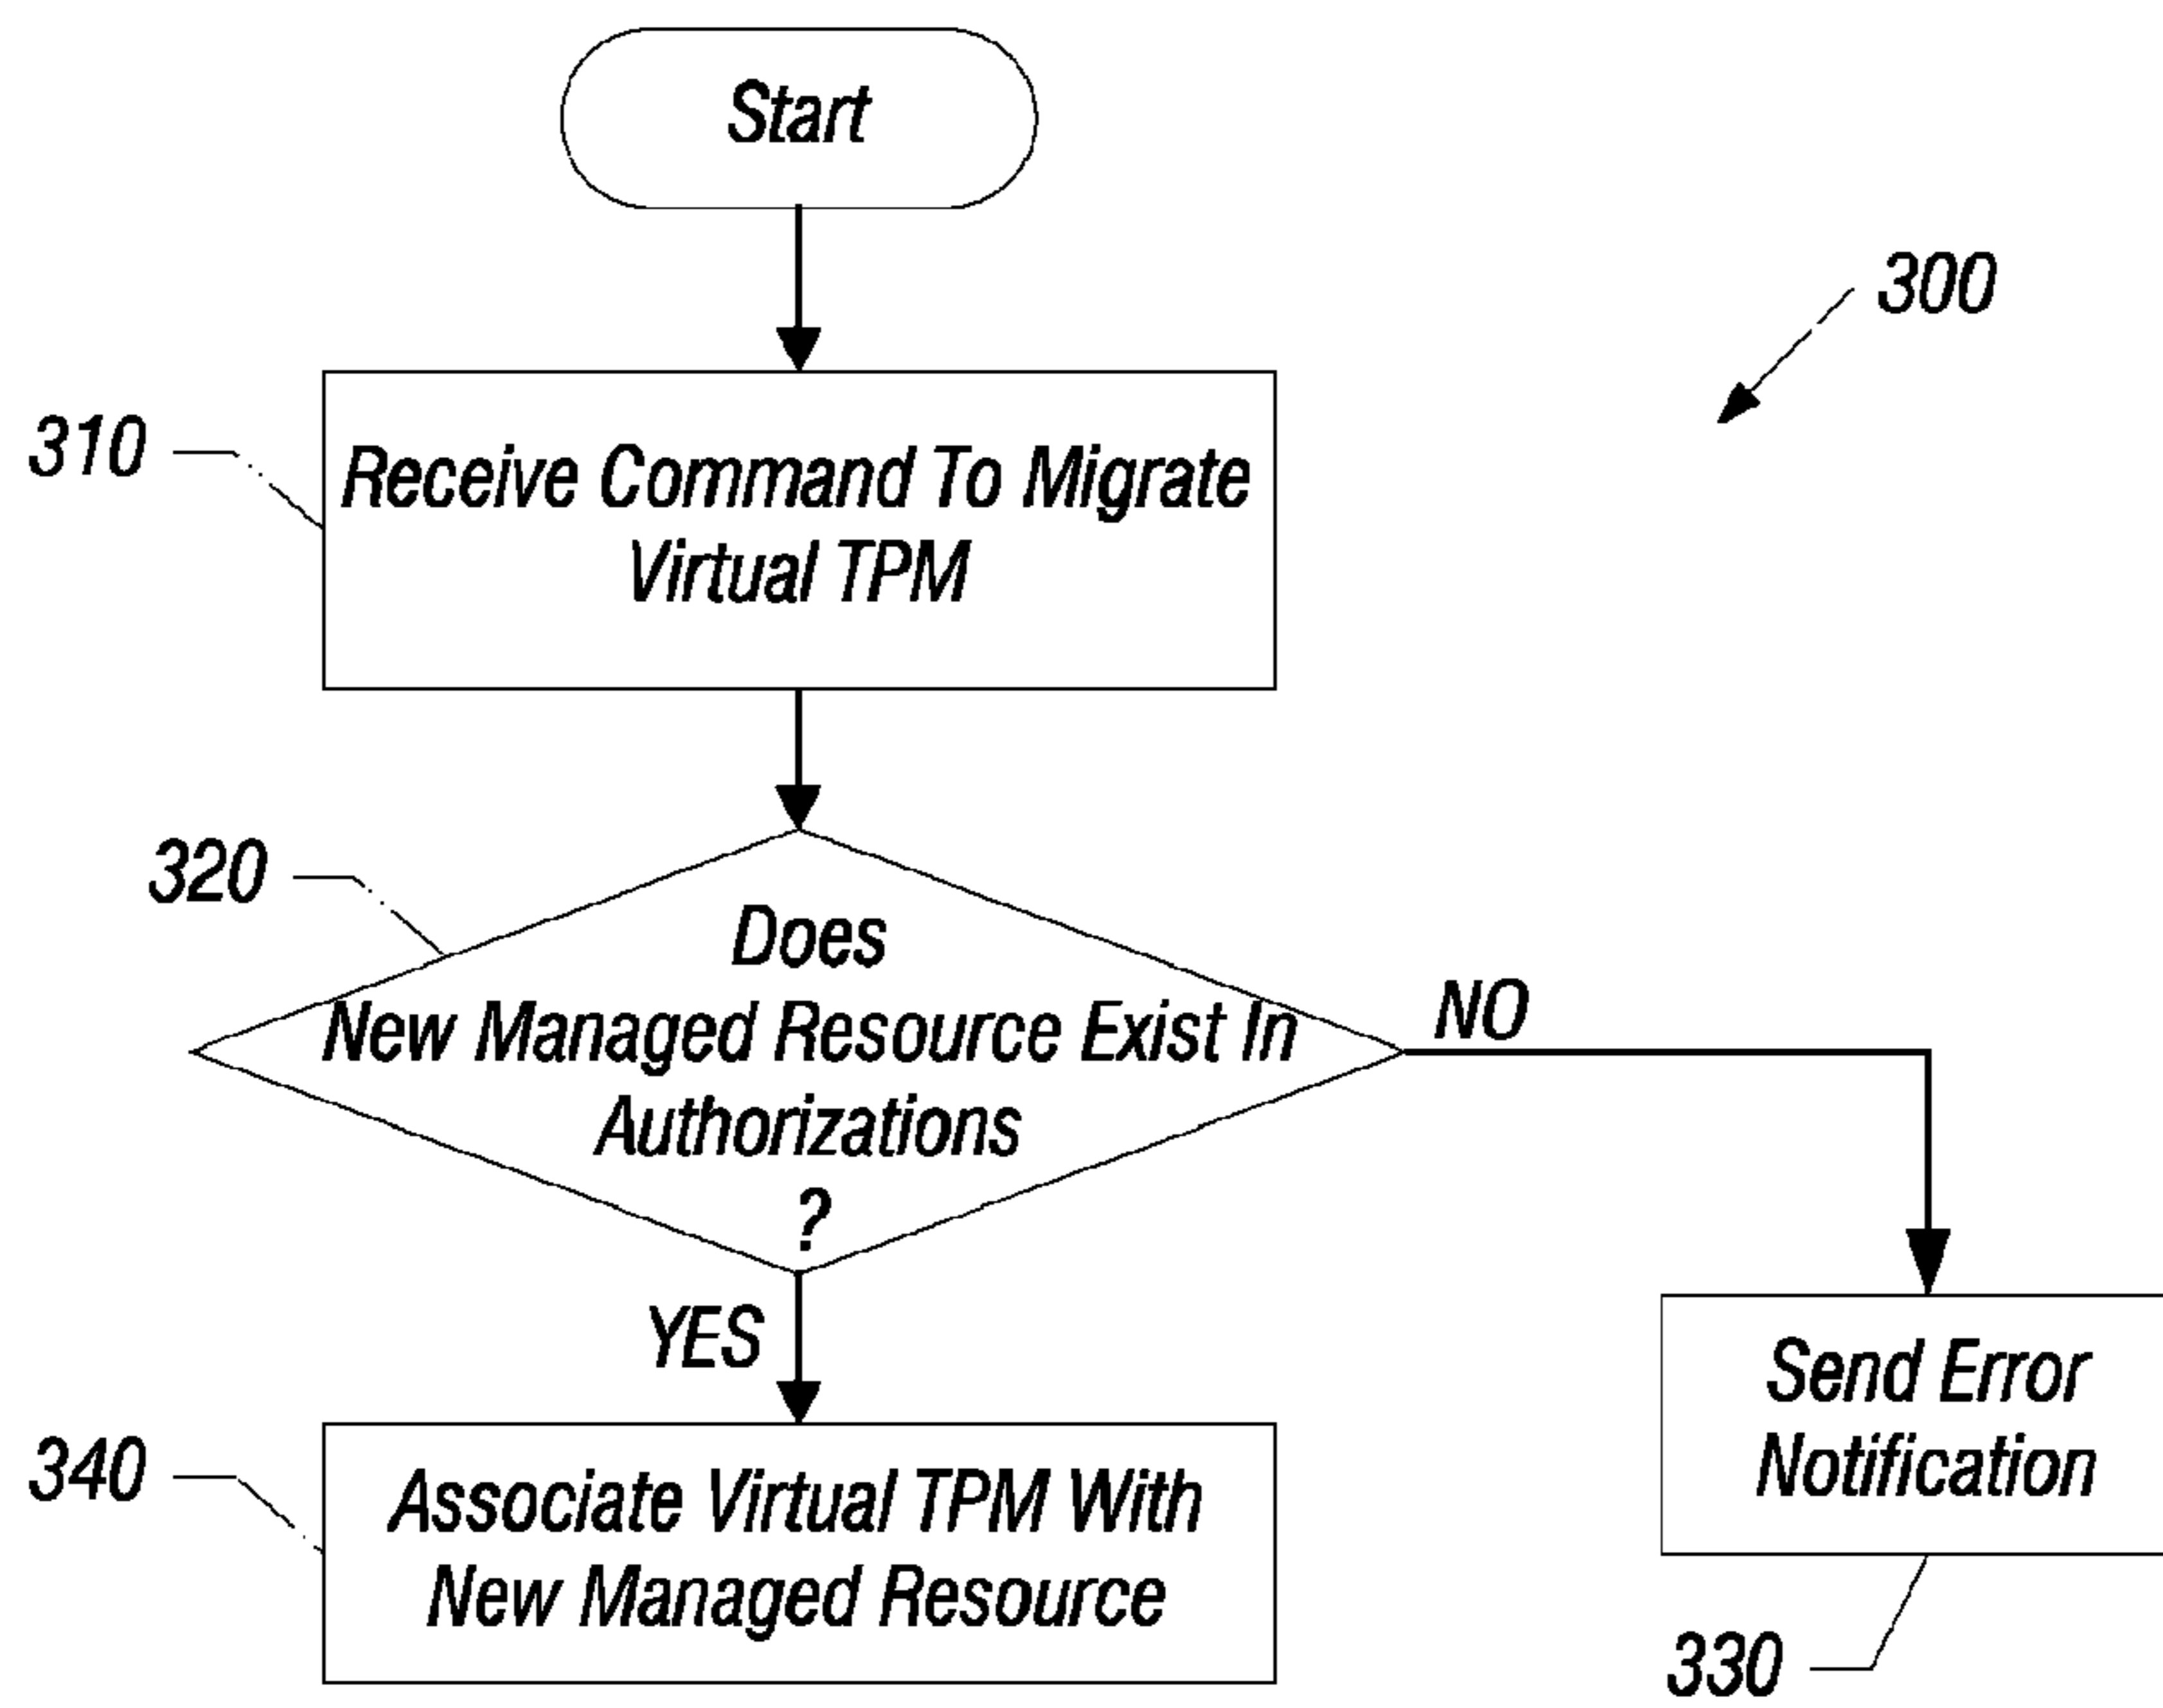 Start
300
310
Receive Command To Migrate
Virtual TPM
320
Does
New Managed Resource Exist In
Authorizations
?
NO
YES
Send Error
Notification
340
Associate Virtual TPM With
New Managed Resource
330